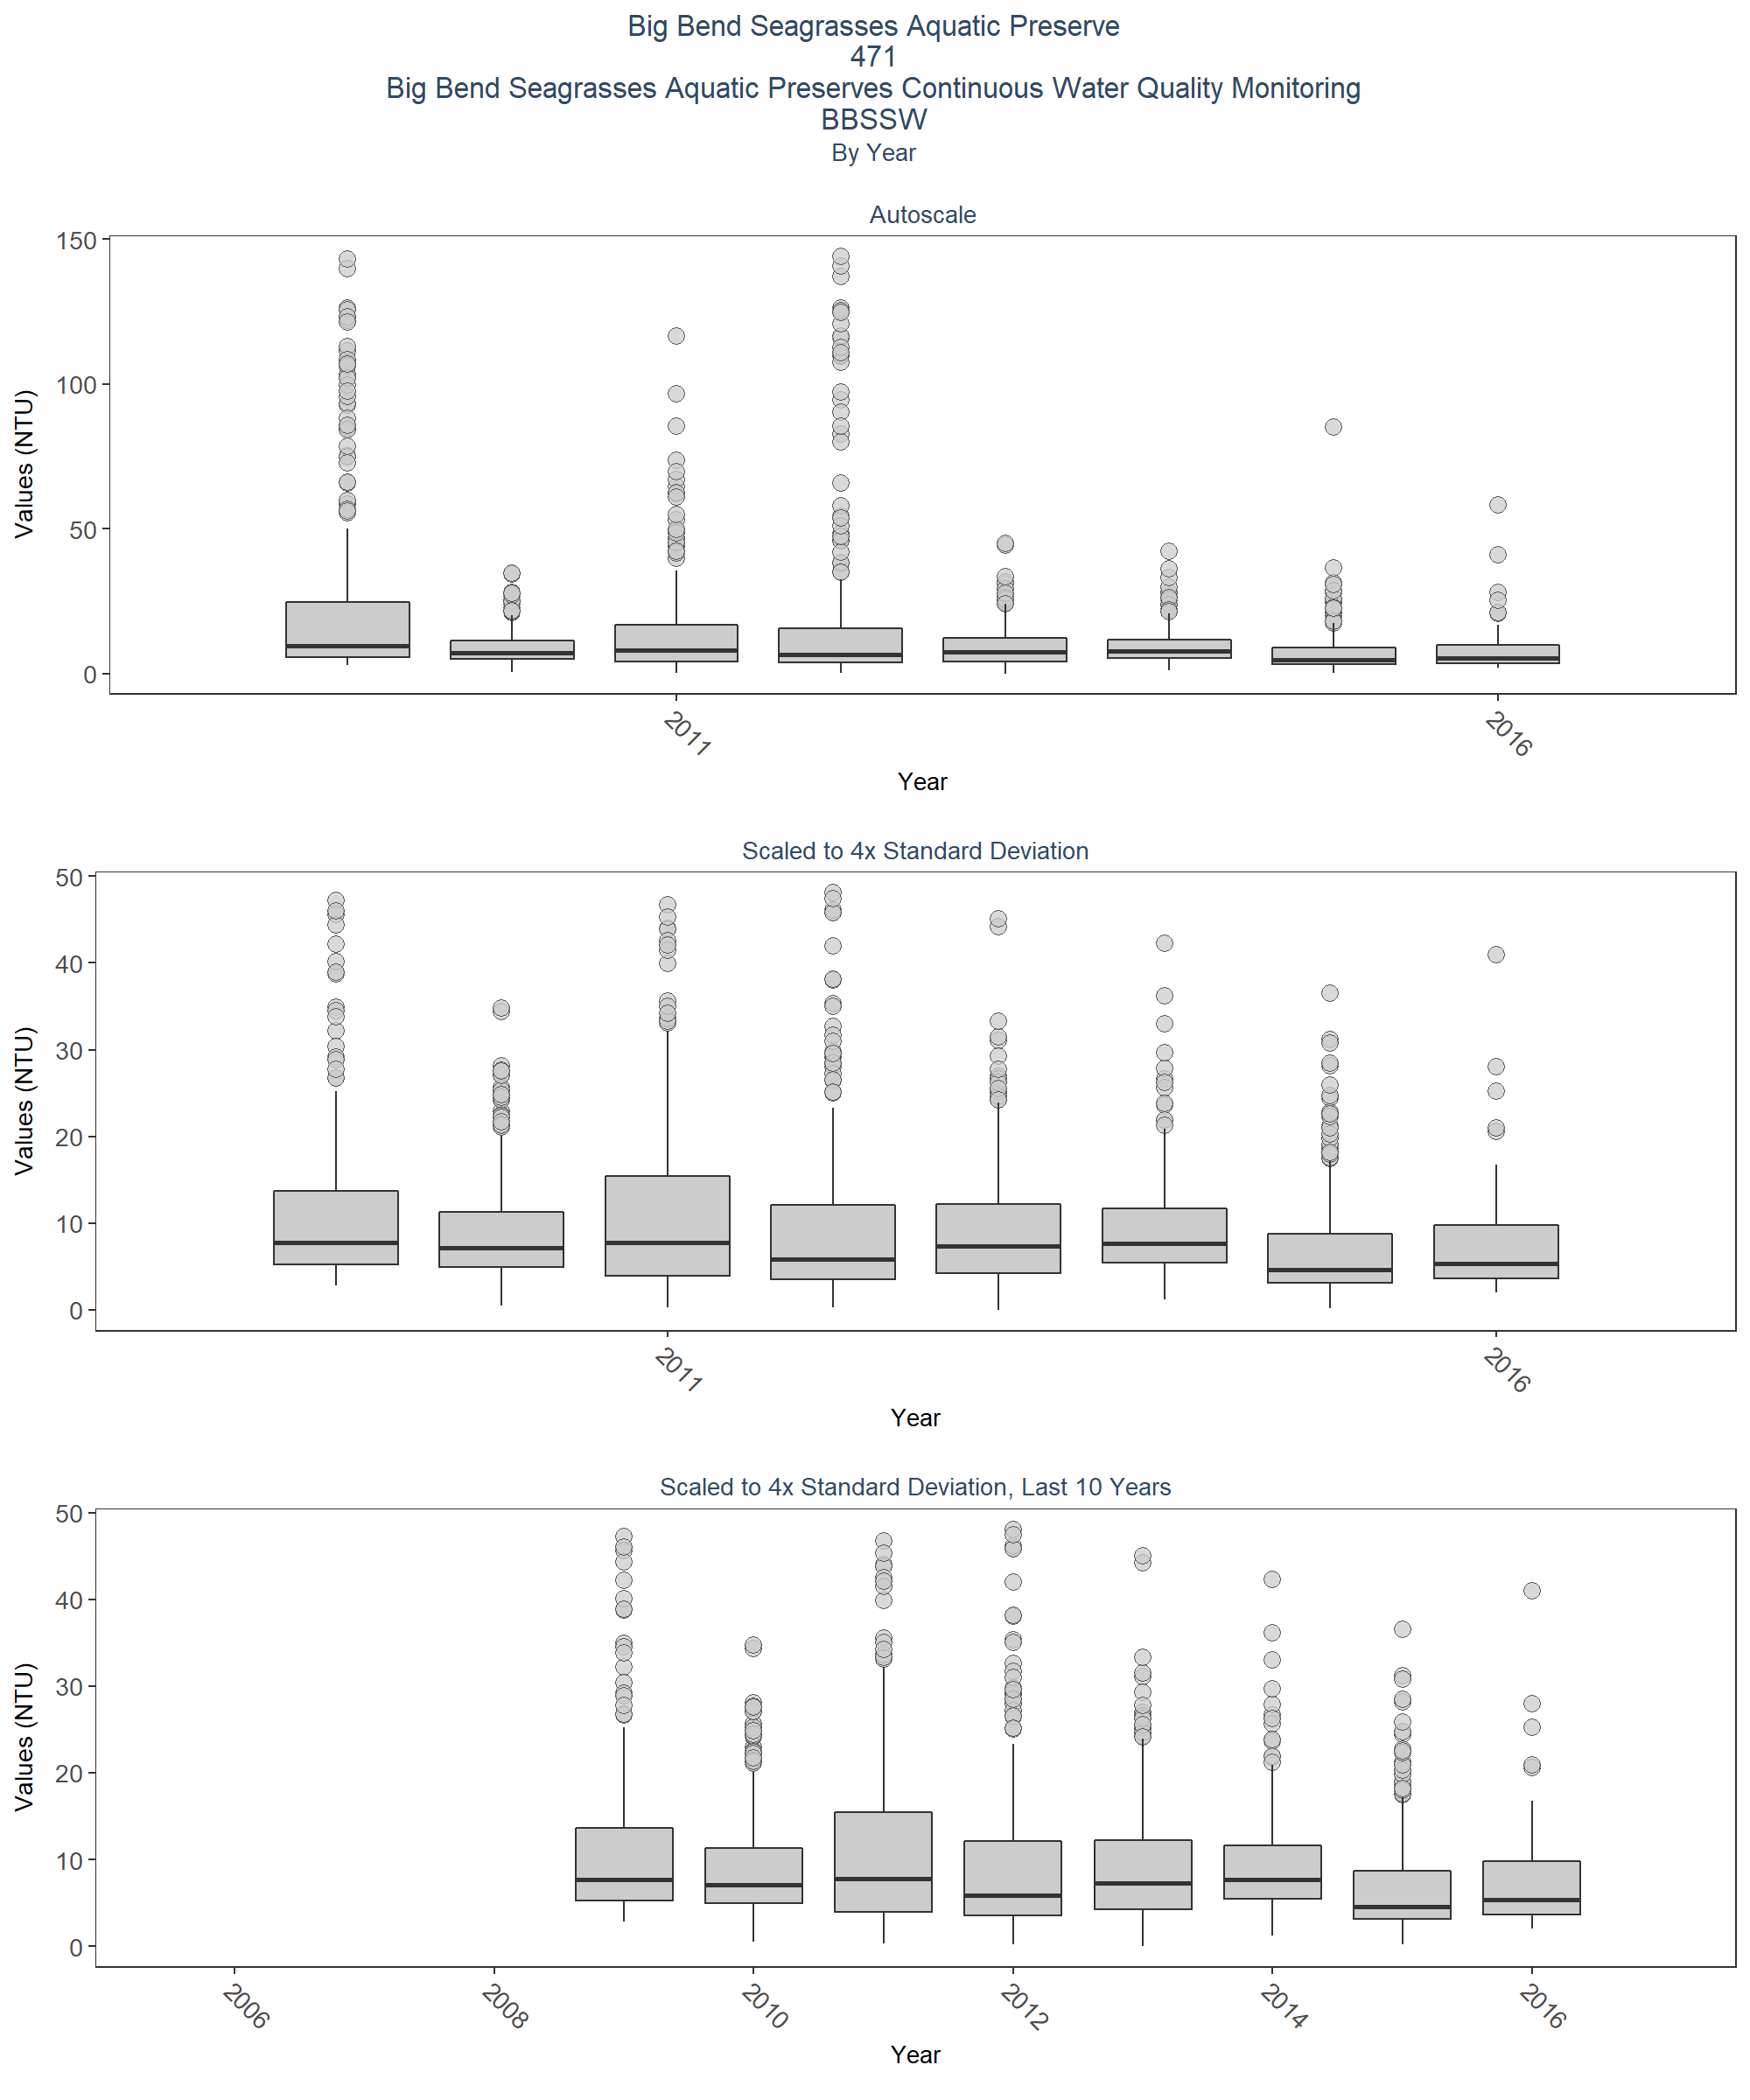 Big Bend Seagrasses Aquatic Preserve
471
Big Bend Seagrasses Aquatic Preserves Continuous Water Quality Monitoring
BBSSW
By Year
Autoscale
Values (NTU)
150
100
50
0
2011
2016
Year
Scaled to 4x Standard Deviation
Values (NTU)
50
40
30
20
10
0
2011
2016
Year
Scaled to 4x Standard Deviation, Last 10 Years
Values (NTU)
50
40
30
20
10
0
2006
2008
2010
2012
2014
2016
Year